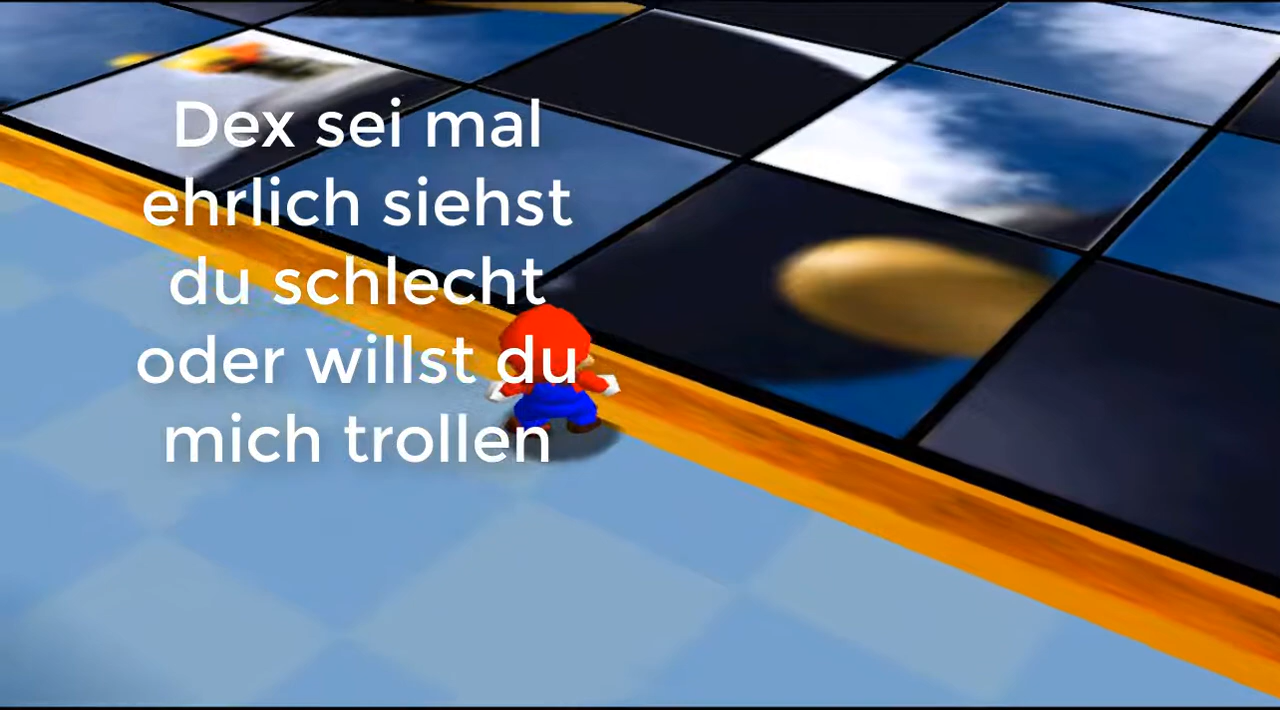 Dex sei mal
ehrlich siehst
du schlecht
oder willst du
mich trollen